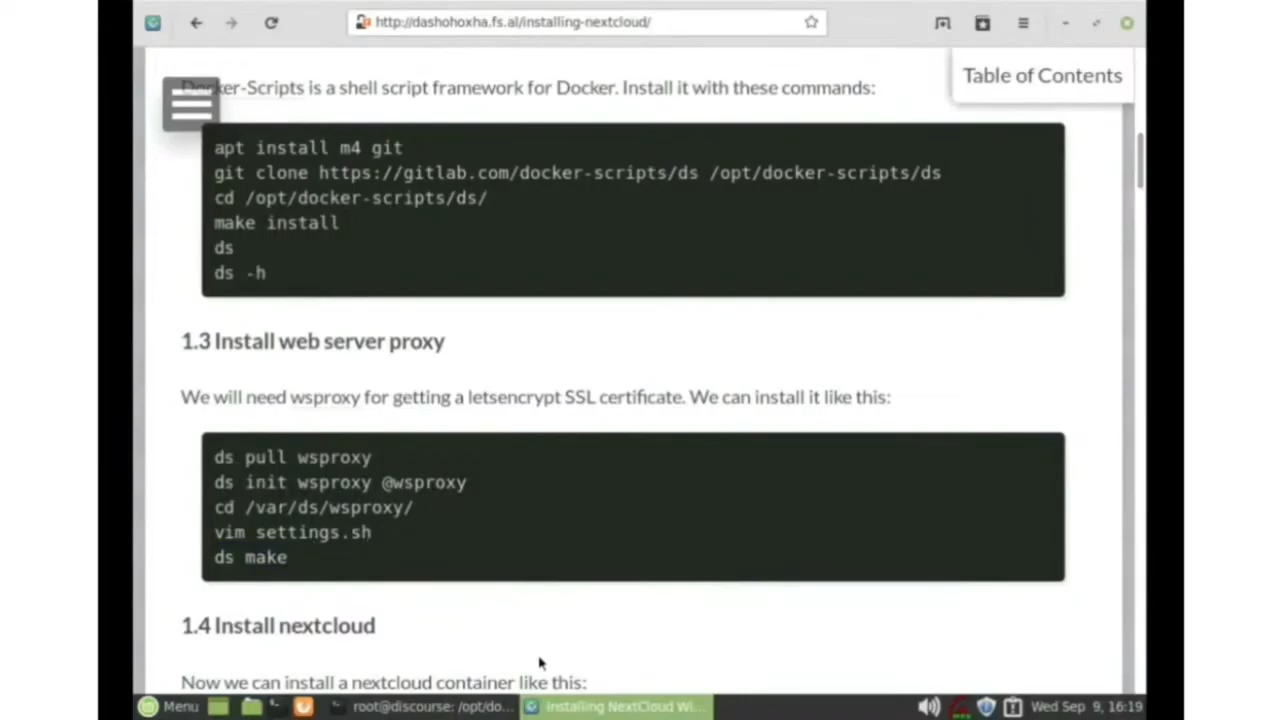 http://dashohoxha.fs.al/installing-nextcloud/
Table of Contents
Docker-Scripts is a shell script framework for Docker. Install it with these commands:
apt install m4 git
git clone https://gitlab.com/docker-scripts/ds /opt/docker-scripts/ds
cd /opt/docker-scripts/ds/
make install
ds
ds -h
1.3 Install web server proxy
We will need wsproxy for getting a letsencrypt SSL certificate. We can install it like this:
ds pull wsproxy
ds init wsproxy @wsproxy
cd /var/ds/wsproxy/
vim settings.sh
ds make
1.4 Install nextcloud
Now we can install a nextcloud container like this:
Menu
root@discourse: /opt/do...
installing NextCloud Wi...
Wed Sep 9, 16:19